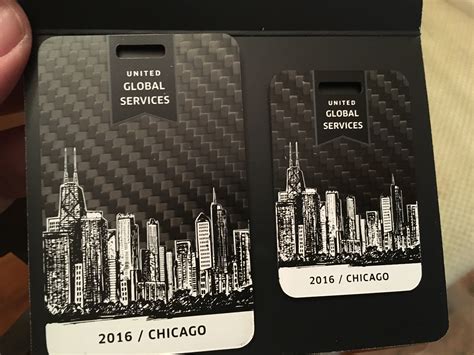 UNITED
GLOBAL
SERVICES
2016 / CHICAGO
UNITED
GLOBAL
SERVICES
2016 / CHICAGO